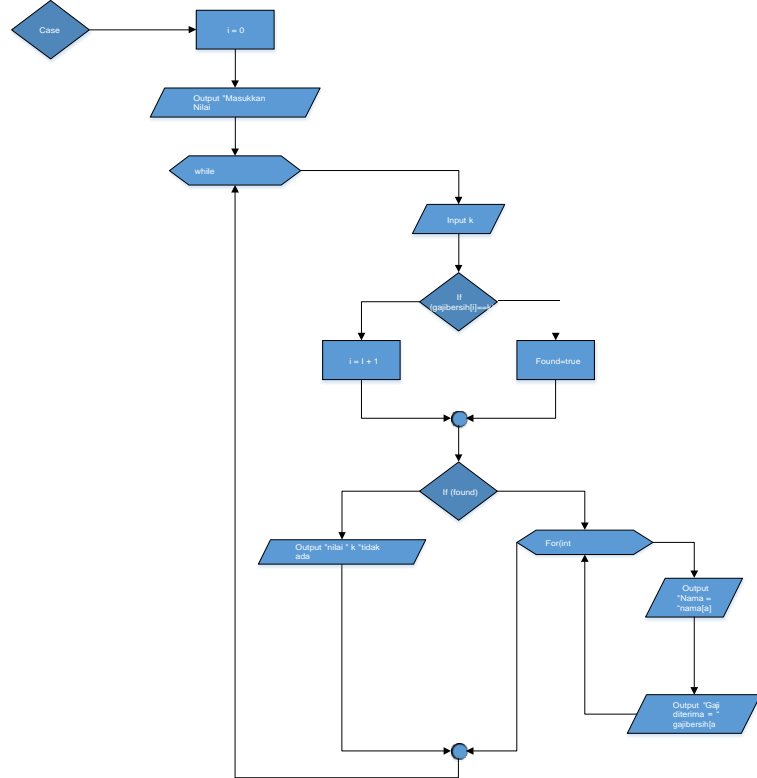 Case
i = 0
Output "Masukkan
Nilai
while
Input k
If
(gajibersih[i]==k)
i = I + 1
Found=true
If (found)
Output "nilai " k "tidak
ada
For(int
Output
"Nama =
"nama[a]
Output "Gaji
diterima = "
gajibersih[a